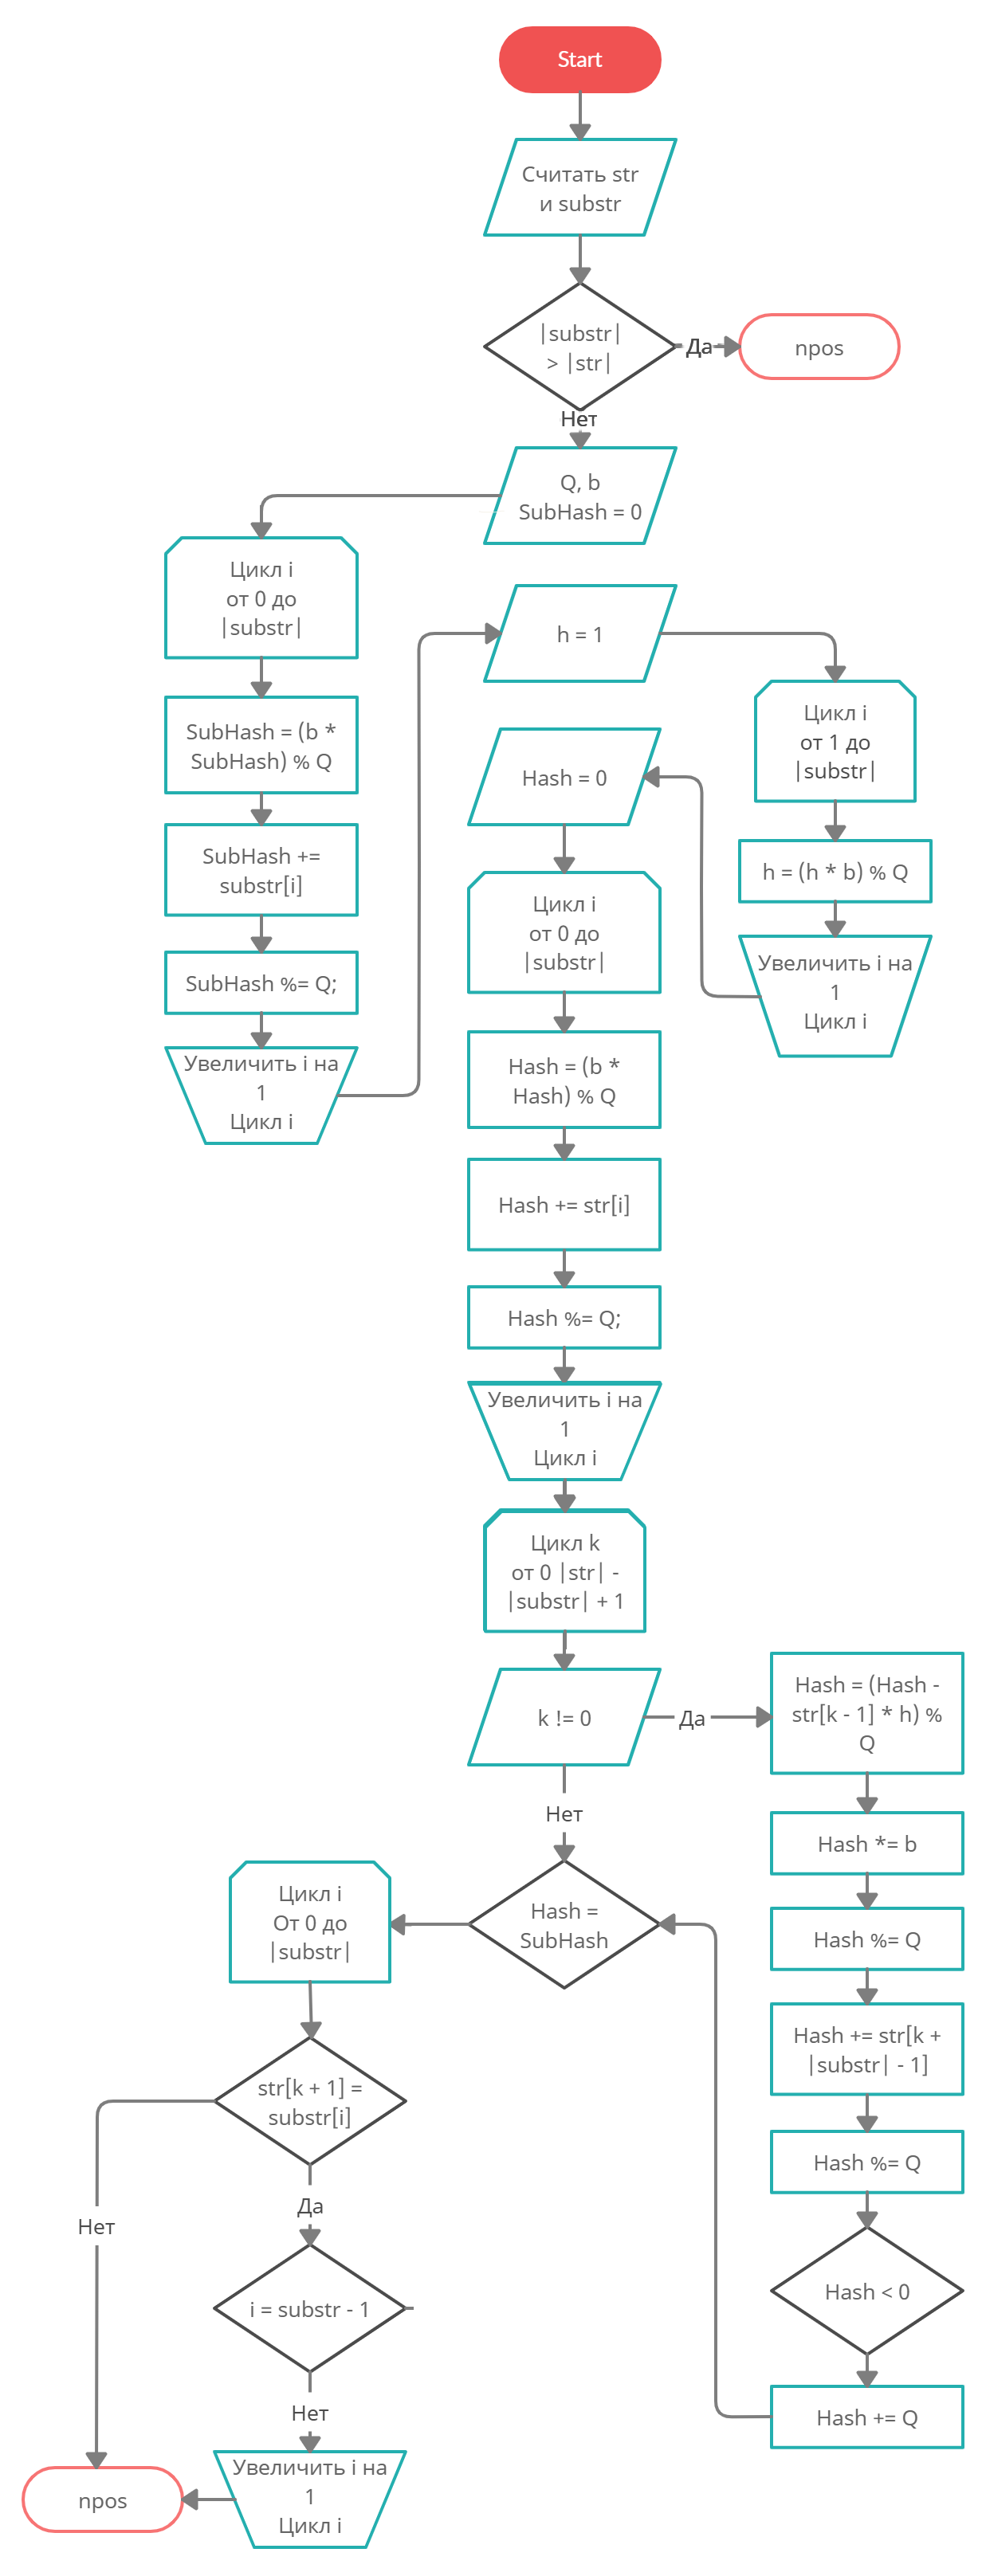 Start
Считать str
и substr
|substr|
> |str|
Да
npos
Нет
Q, b
SubHash = 0
Цикл i
от 0 до
|substr|
SubHash = (b *
SubHash) % Q
SubHash +=
substr[i]
SubHash %= Q;
Увеличить i на
1
Цикл i
h = 1
Цикл i
от 1 до
|substr|
h = (h * b) % Q
Увеличить i на
1
Цикл i
Hash = 0
Цикл i
от 0 до
|substr|
Hash = (b *
Hash) % Q
Hash += str[i]
Hash %= Q;
Увеличить i на
1
Цикл i
Цикл k
от 0 |str| -
|substr| + 1
k != 0
Да
Hash = (Hash -
str[k - 1] * h) %
Q
Hash *= b
Hash %= Q
Hash += str[k +
|substr| - 1]
Hash %= Q
Hash < 0
Hash += Q
Нет
Hash =
SubHash
Цикл i
От 0 до
|substr|
str[k + 1] =
substr[i]
Нет
Да
i = substr - 1
Нет
Увеличить i на
1
Цикл i
npos